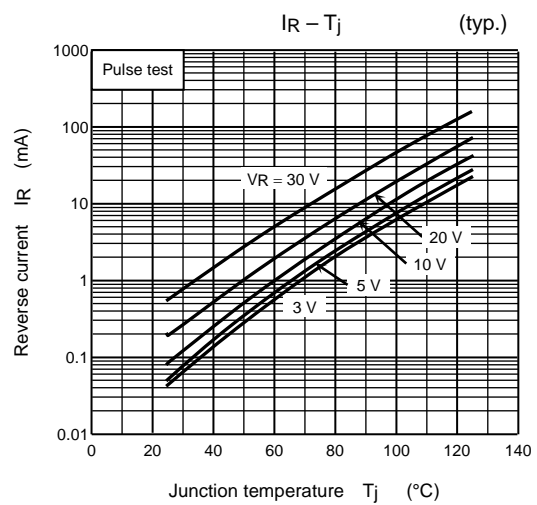 IR – Tj (typ.)
Pulse test
Reverse current IR (mA)
1000
100
10
1
0.1
0.01
VR = 30 V
20 V
10 V
5 V
3 V
0 20 40 60 80 100 120 140
Junction temperature Tj (°C)